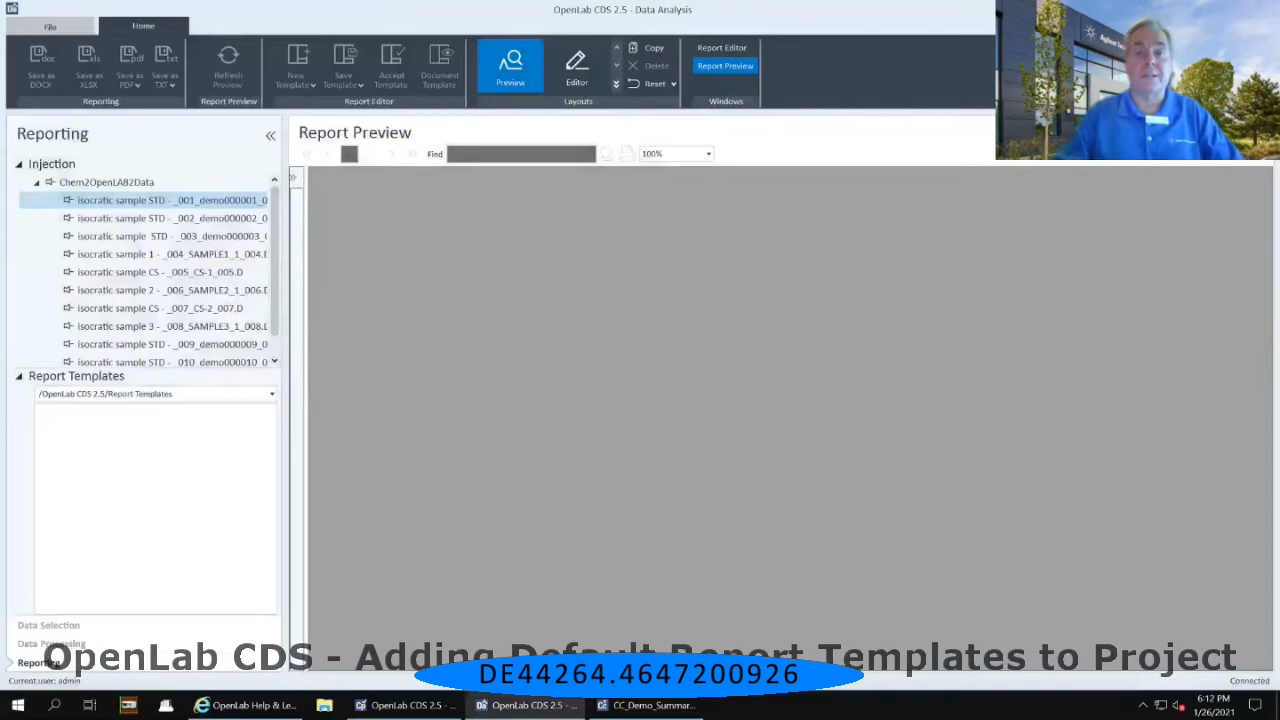 OpenLab CDS 2.5 - Data Analysis
File
Home
Save as DOCX
Save as XLSX
Save as PDF
Save as TXT
Reporting
Refresh Preview
Report Preview
New Template
Save Template
Accept Template
Document Template
Report Editor
Preview
Editor
Layouts
Copy
Delete
Reset
Report Editor
Report Preview
Windows
Reporting
Report Preview
Find
100%
Injection
Chem2OpenLAB2Data
isocratic sample STD - _001_demo000001_0
isocratic sample STD - _002_demo000002_0
isocratic sample STD - _003_demo000003_
isocratic sample 1 - _004_SAMPLE1_1_004.D
isocratic sample CS - _005_CS-1_005.D
isocratic sample 2 - _006_SAMPLE2_1_006.D
isocratic sample CS - _007_CS-2_007.D
isocratic sample 3 - _008_SAMPLE3_1_008.D
isocratic sample STD - _009_demo000009_0
isocratic sample STD - 010 demo000010 0
Report Templates
/OpenLab CDS 2.5/Report Templates
Data Selection
Data Processing
Reporting
OpenLab CDS - Adding Default Report Templates to Project
DE44264.4647200926
Current user: admin
Connected
OpenLab Help & Le...
OpenLab CDS 2.5 - ...
OpenLab CDS 2.5 - ...
CC_Demo_Summar...
6:12 PM
1/26/2021